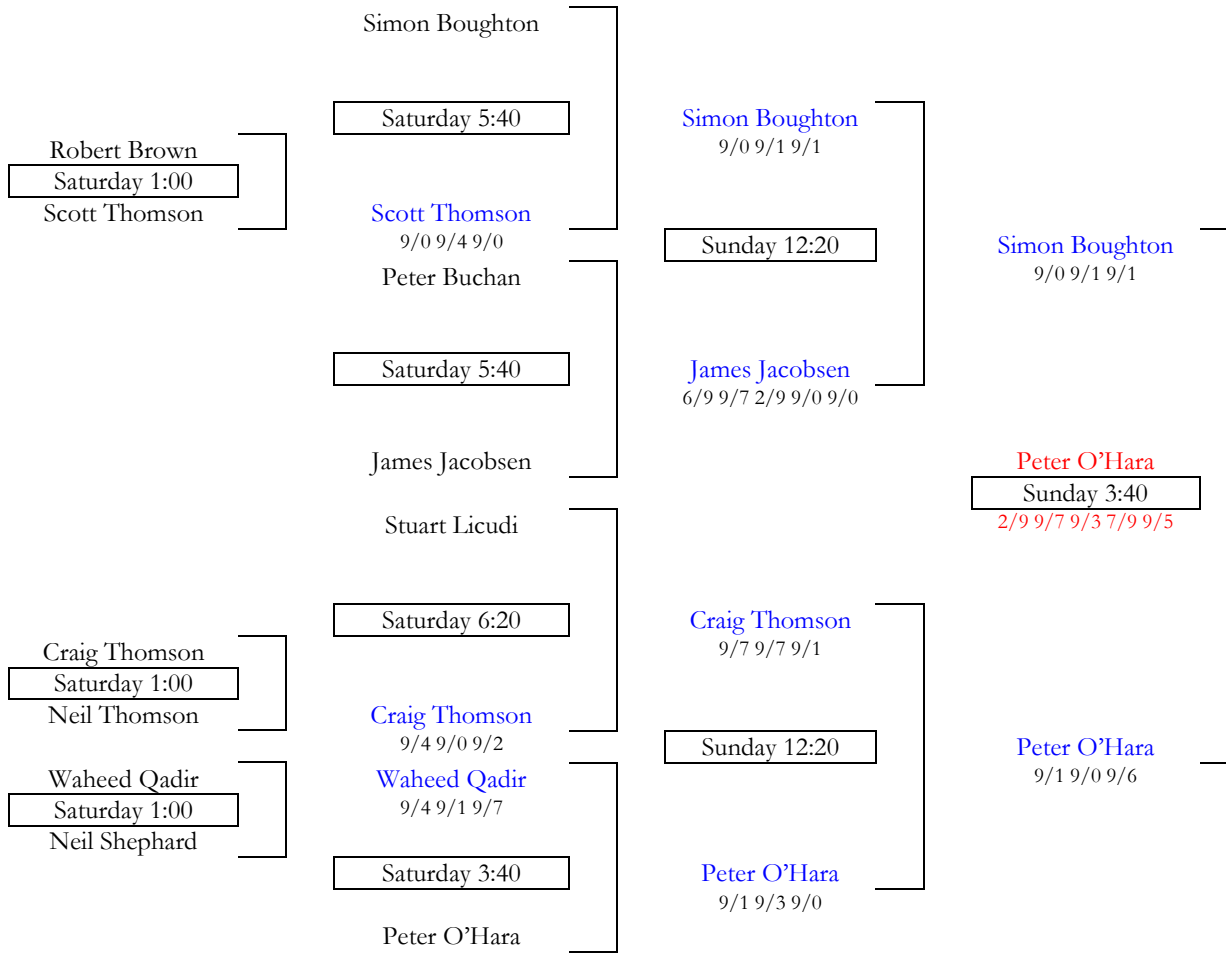 Simon Boughton
Saturday 5:40
Simon Boughton
9/0 9/1 9/1
Robert Brown
Saturday 1:00
Scott Thomson
Scott Thomson
9/0 9/4 9/0
Sunday 12:20
Simon Boughton
9/0 9/1 9/1
Peter Buchan
Saturday 5:40
James Jacobsen
6/9 9/7 2/9 9/0 9/0
James Jacobsen
Peter O'Hara
Sunday 3:40
2/9 9/7 9/3 7/9 9/5
Stuart Licudi
Saturday 6:20
Craig Thomson
9/7 9/7 9/1
Craig Thomson
Saturday 1:00
Neil Thomson
Craig Thomson
9/4 9/0 9/2
Sunday 12:20
Peter O'Hara
9/1 9/0 9/6
Waheed Qadir
Saturday 1:00
Neil Shephard
Waheed Qadir
9/4 9/1 9/7
Saturday 3:40
Peter O'Hara
9/1 9/3 9/0
Peter O'Hara